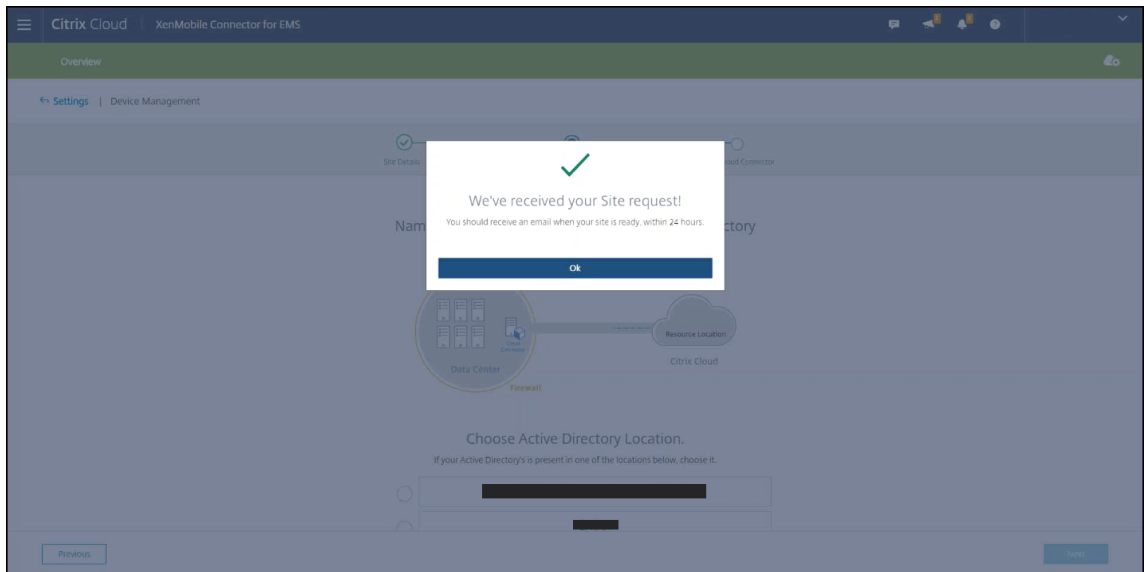 Citrix Cloud XenMobile Connector for EMS
Overview
Settings | Device Management
Site Details
Cloud Connector
We've received your Site request!
You should receive an email when your site is ready, within 24 hours.
Ok
Nam
ctory
Resource Location
Citrix Cloud
Cloud Connector
Data Center
Firewall
Choose Active Directory Location.
If your Active Directory's is present in one of the locations below, choose it.
Previous
Next